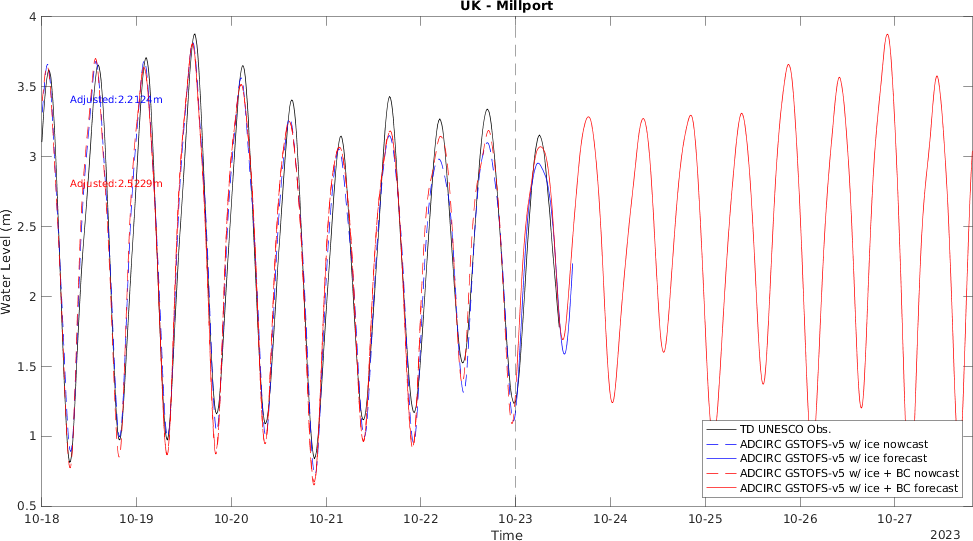 UK - Millport
4
3.5
3
2.5
2
1.5
1
0.5
Water Level (m)
Adjusted:2.2124m
Adjusted:2.5229m
TD UNESCO Obs.
ADCIRC GSTOFS-v5 w/ ice nowcast
ADCIRC GSTOFS-v5 w/ ice forecast
ADCIRC GSTOFS-v5 w/ ice + BC nowcast
ADCIRC GSTOFS-v5 w/ ice + BC forecast
10-18 10-19 10-20 10-21 10-22 10-23 10-24 10-25 10-26 10-27
Time
2023